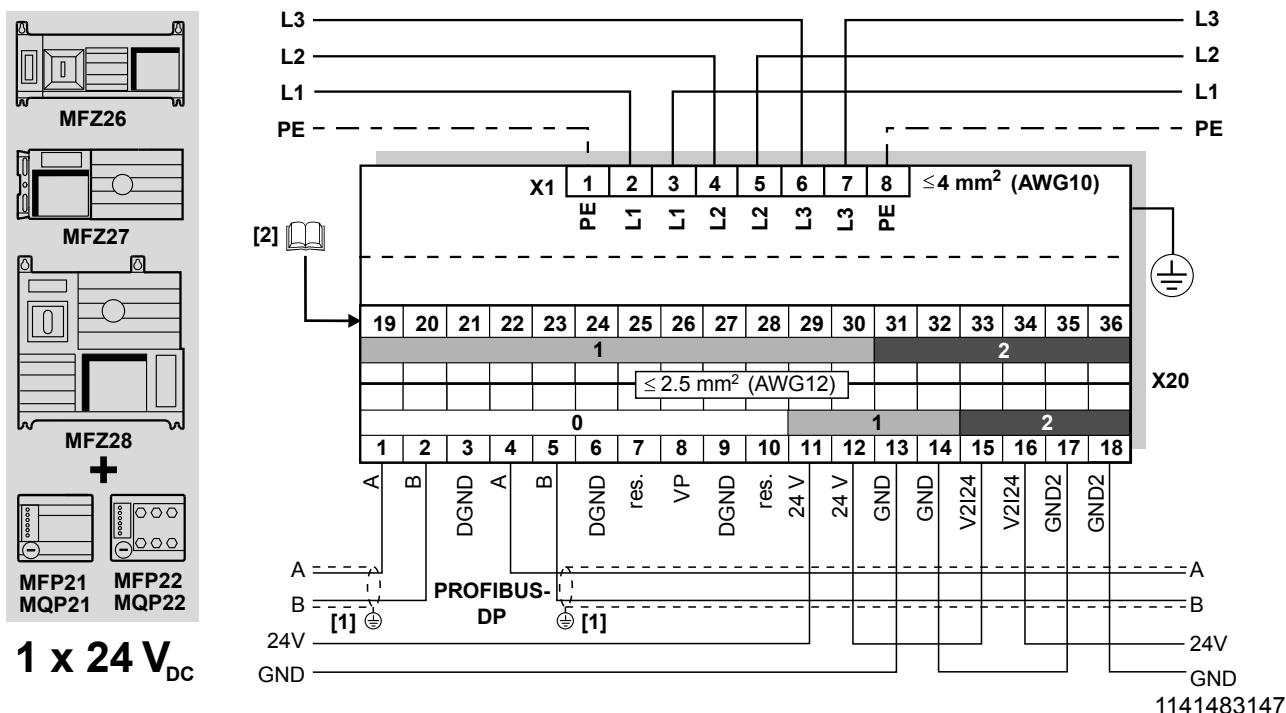 MFZ26
MFZ27
MFZ28
+
MFP21 MFP22
MQP21 MQP22
1 x 24 VDC
L3 L3
L2 L2
L1 L1
PE PE
X1 1 2 3 4 5 6 7 8 ≤4 mm² (AWG10)
PE L1 L1 L2 L2 L3 L3 PE
[2]
19 20 21 22 23 24 25 26 27 28 29 30 31 32 33 34 35 36
1 2
≤ 2.5 mm² (AWG12) X20
0 1 2
1 2 3 4 5 6 7 8 9 10 11 12 13 14 15 16 17 18
A B DGND A B DGND res. VP DGND res. 24 V 24 V GND GND V2I24 V2I24 GND2 GND2
A A
B B
PROFIBUS-
DP
[1] [1]
24V 24V
GND GND
1141483147